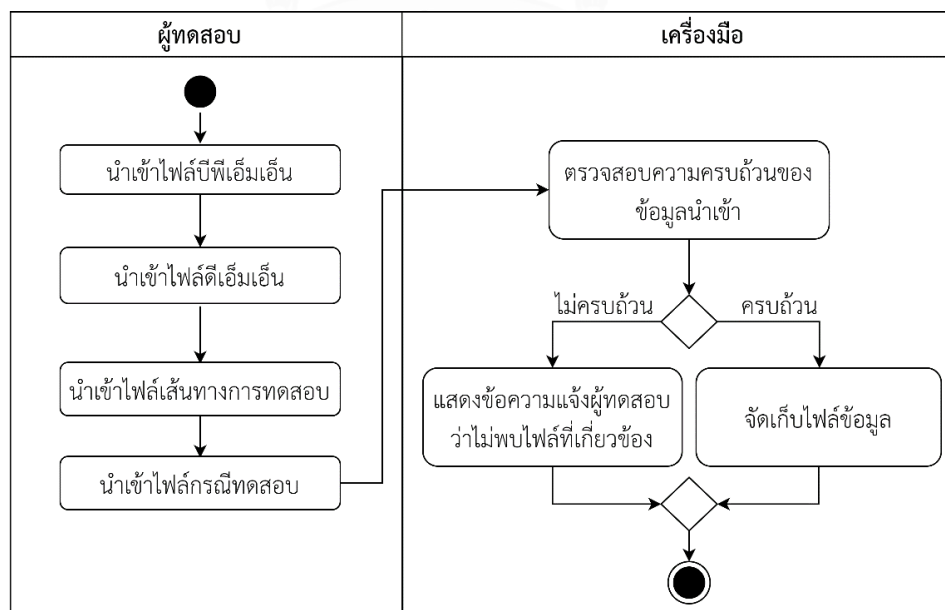 ผู้ทดสอบ
เครื่องมือ
นำเข้าไฟล์บีพีเอ็มเอ็น
นำเข้าไฟล์ดีเอ็มเอ็น
นำเข้าไฟล์เส้นทางการทดสอบ
นำเข้าไฟล์กรณีทดสอบ
ตรวจสอบความครบถ้วนของ
ข้อมูลนำเข้า
ไม่ครบถ้วน
ครบถ้วน
แสดงข้อความแจ้งผู้ทดสอบ
ว่าไม่พบไฟล์ที่เกี่ยวข้อง
จัดเก็บไฟล์ข้อมูล